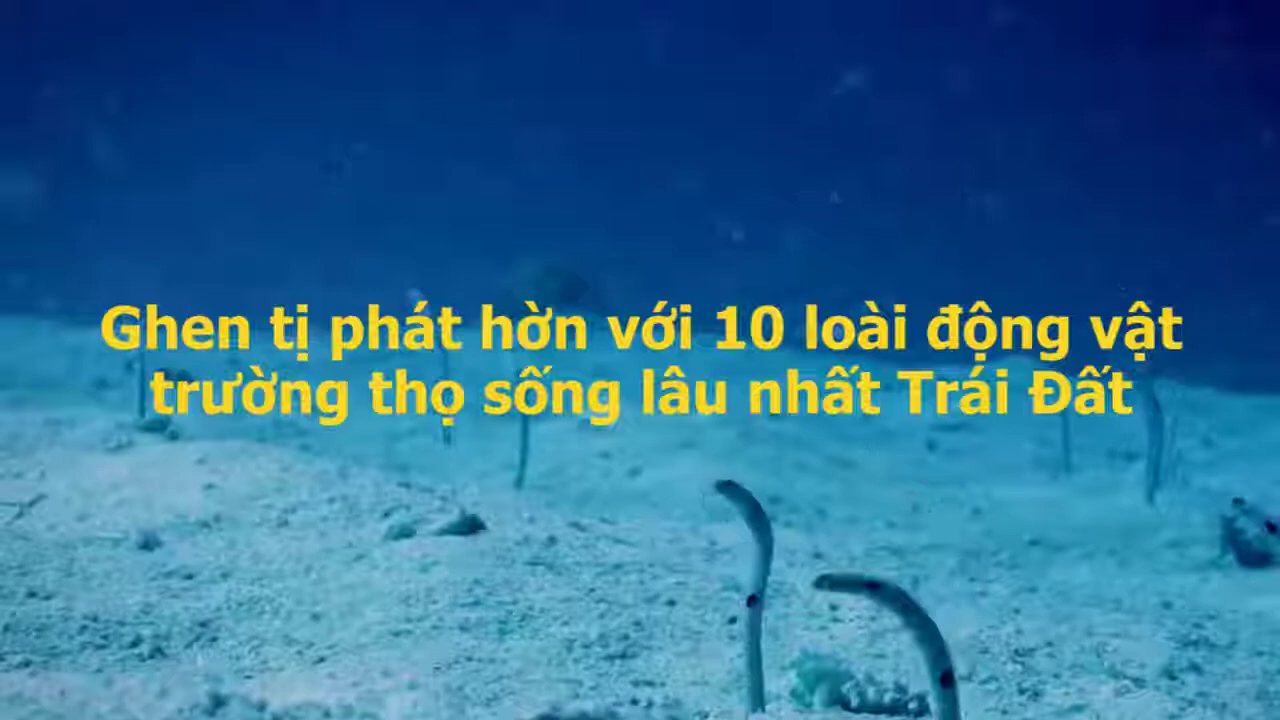 Ghen tị phát hờn với 10 loài động vật
trường thọ sống lâu nhất Trái Đất